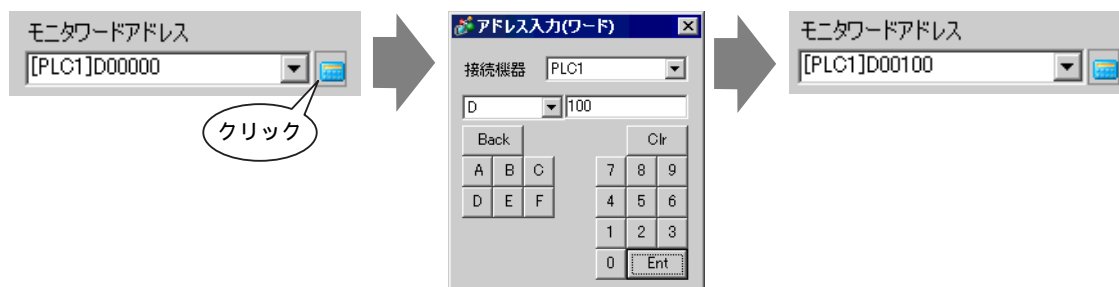 モニタワードアドレス
[PLC1]D00000
クリック
アドレス入力(ワード)
接続機器 PLC1
D 100
Back Clr
A B C 7 8 9
D E F 4 5 6
1 2 3
0 Ent
モニタワードアドレス
[PLC1]D00100